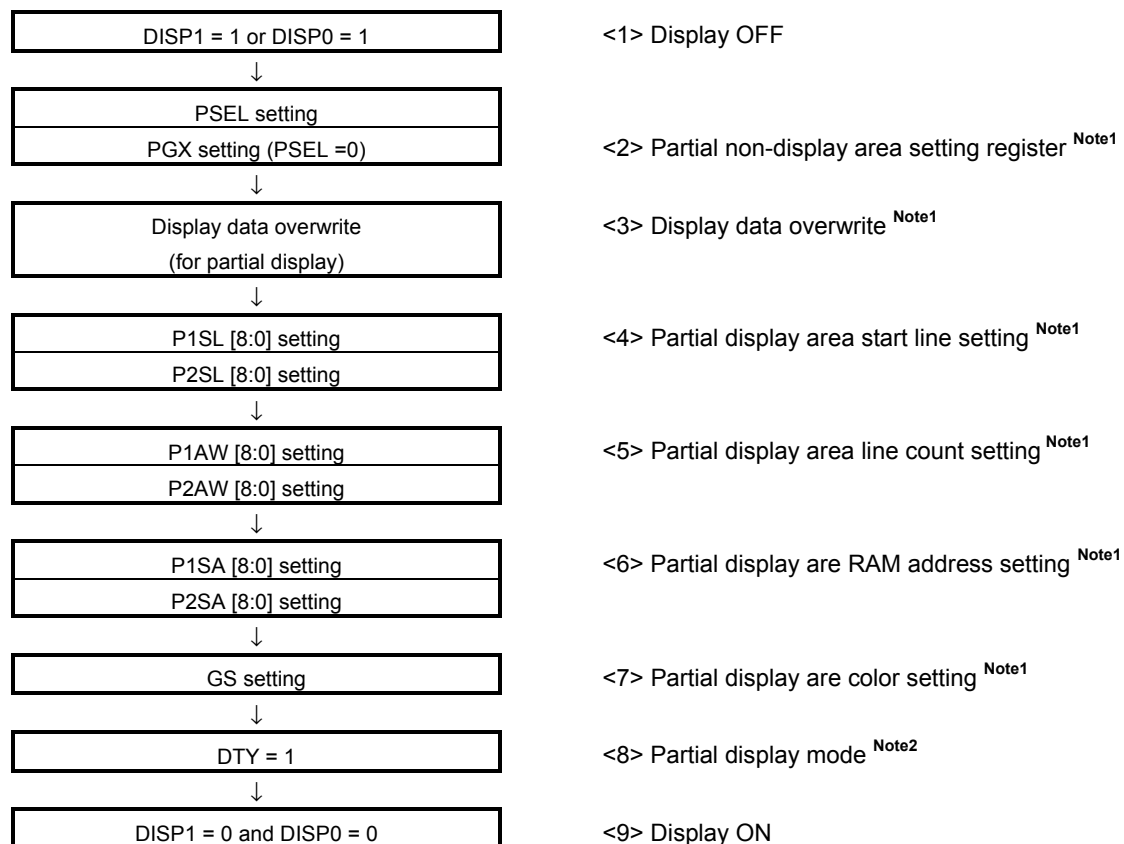 DISP1 = 1 or DISP0 = 1 <1> Display OFF
↓
PSEL setting
PGX setting (PSEL =0) <2> Partial non-display area setting register Note1
↓
Display data overwrite <3> Display data overwrite Note1
(for partial display)
↓
P1SL [8:0] setting <4> Partial display area start line setting Note1
P2SL [8:0] setting
↓
P1AW [8:0] setting <5> Partial display area line count setting Note1
P2AW [8:0] setting
↓
P1SA [8:0] setting <6> Partial display are RAM address setting Note1
P2SA [8:0] setting
↓
GS setting <7> Partial display are color setting Note1
↓
DTY = 1 <8> Partial display mode Note2
↓
DISP1 = 0 and DISP0 = 0 <9> Display ON